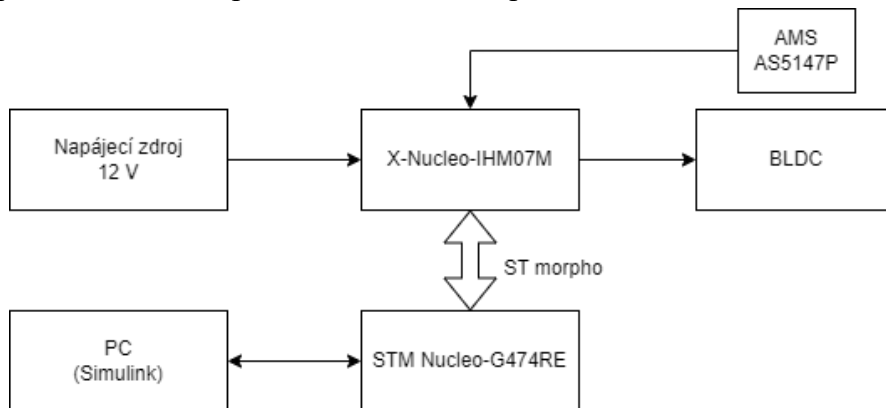 AMS
AS5147P
Napájecí zdroj
12 V
X-Nucleo-IHM07M
BLDC
ST morpho
PC
(Simulink)
STM Nucleo-G474RE